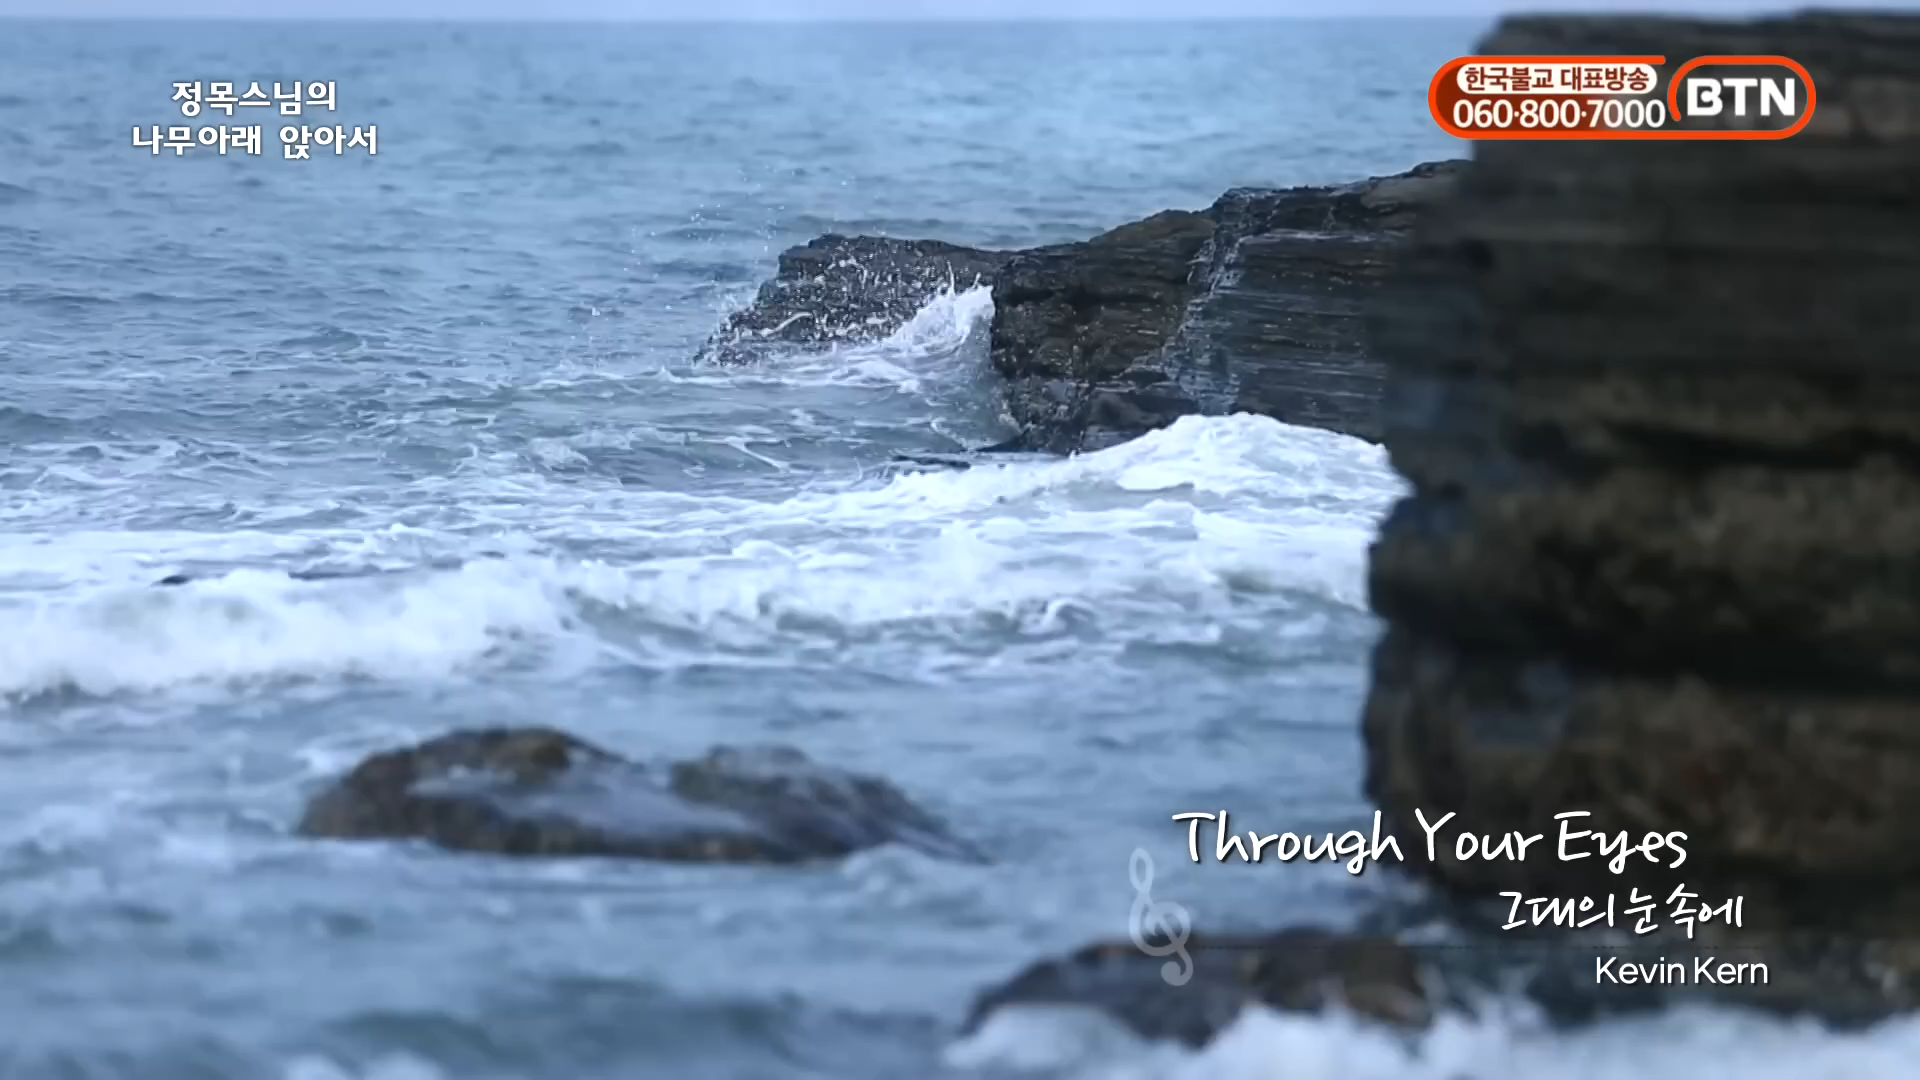 정목스님의
나무아래 앉아서
한국불교 대표방송
060·800·7000
BTN
Through Your Eyes
그대의 눈 속에
Kevin Kern